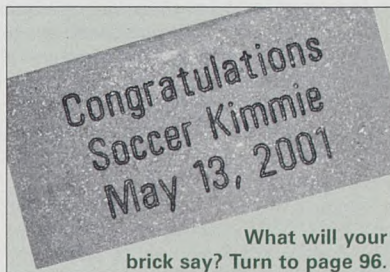 Congratulations
Soccer Kimmie
May 13, 2001
What will your
brick say? Turn to page 96.